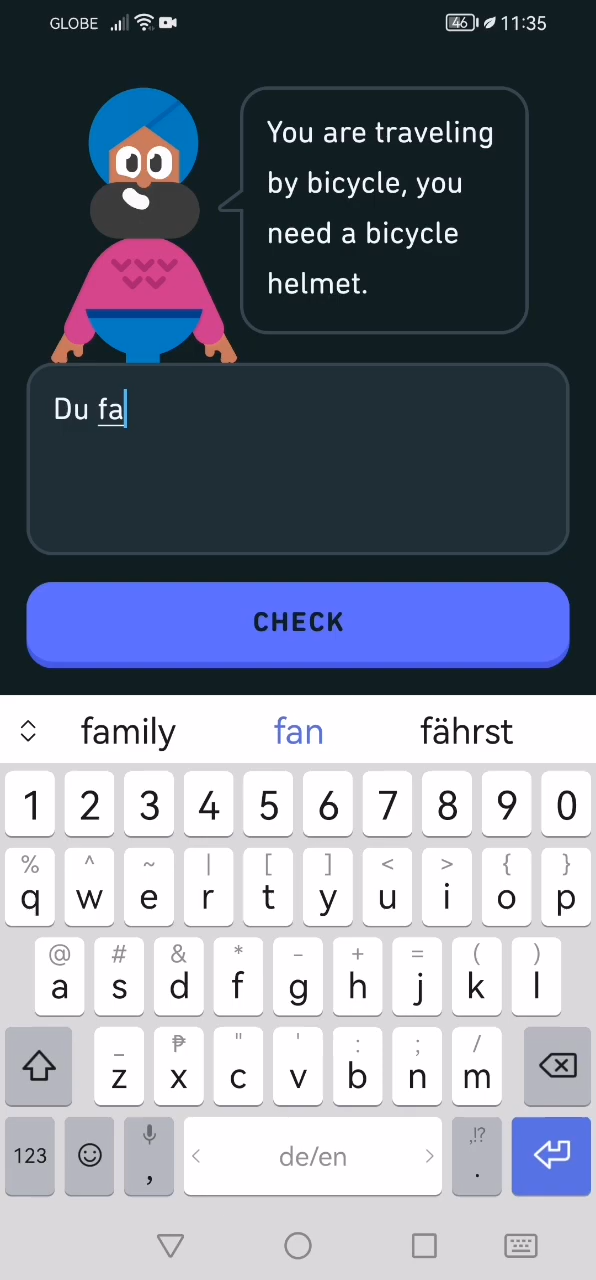 GLOBE 46 11:35
You are traveling
by bicycle, you
need a bicycle
helmet.
Du fa
CHECK
family fan fährst
1 2 3 4 5 6 7 8 9 0
% ^ ~ | [ ] < > { }
q w e r t y u i o p
@ # & * - + = ( )
a s d f g h j k l
_ ₱ " ' : ; /
z x c v b n m
123 , < de/en > ,!? .